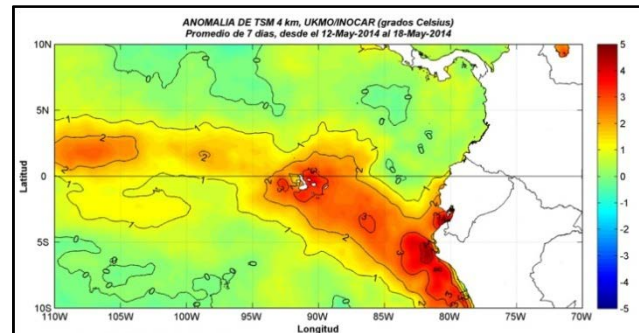 ANOMALIA DE TSM 4 km, UKMO/INOCAR (grados Celsius)
Promedio de 7 días, desde el 12-May-2014 al 18-May-2014
10N
5N
0
5S
10S
Latitud
110W 105W 100W 95W 90W 85W 80W 75W 70W
Longitud
5
4
3
2
1
0
-1
-2
-3
-4
-5